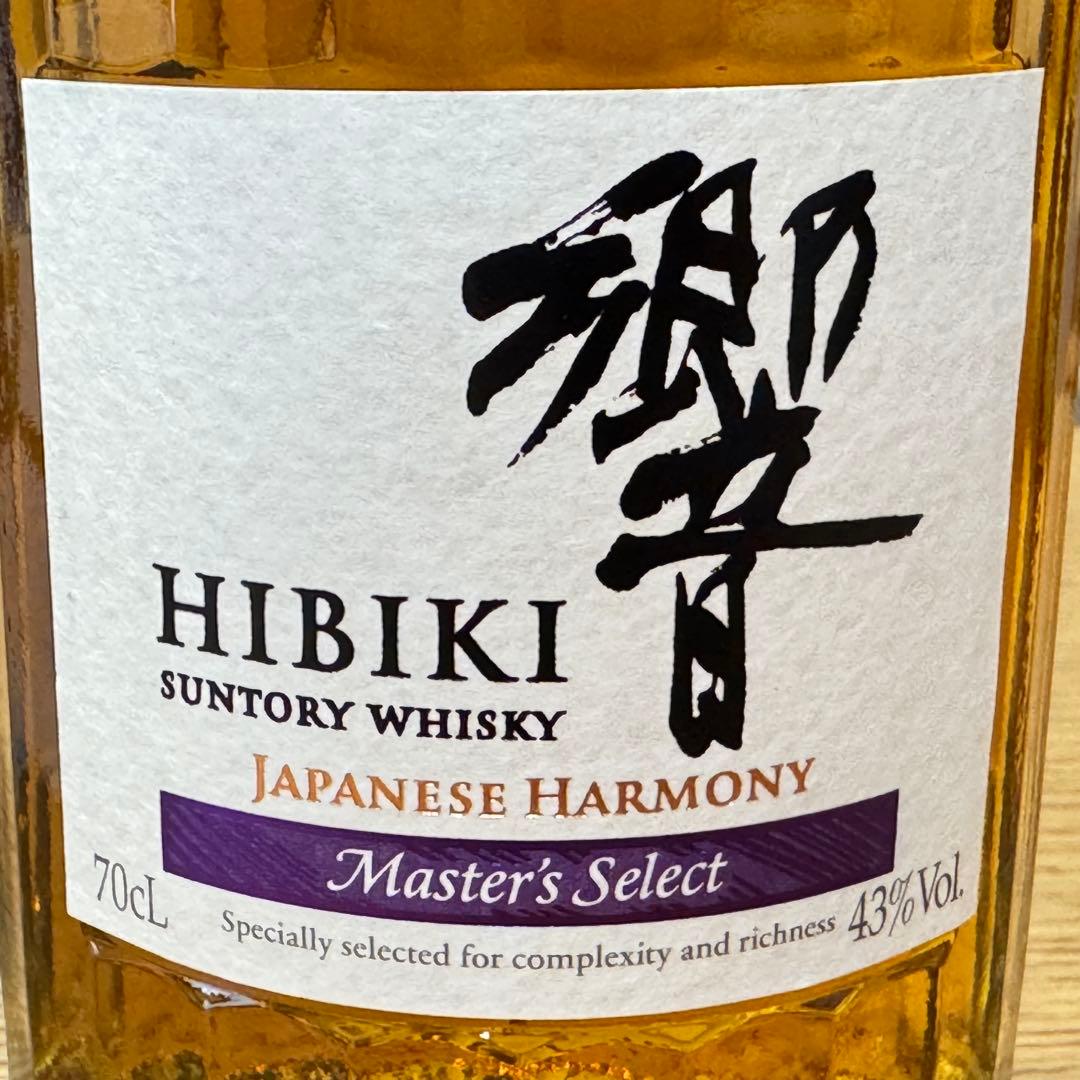 響
HIBIKI
SUNTORY WHISKY
JAPANESE HARMONY
Master's Select
70cL
Specially selected for complexity and richness
43%Vol.